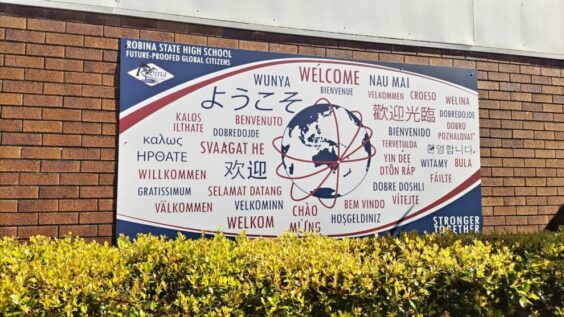 ROBINA STATE HIGH SCHOOL
FUTURE-PROOFED GLOBAL CITIZENS
Robina
WUNYA
WELCOME
NAU MAI
ようこそ
BIENVENUE
VELKOMMEN
CROESO
WELINA
歡迎光臨
DOBREDOJDE
KALOS
ILTHATE
BENVENUTO
DOBRO
POZHALOVAT'
DOBREDOJDE
BIENVENIDO
καλως
ΗΡΘΑΤΕ
SVAAGAT HE
TERVETULOA
환영합니다.
YIN DEE
DTÔN RÁP
WITAMY
BULA
欢迎
WILLKOMMEN
FÀILTE
GRATISSIMUM
SELAMAT DATANG
DOBRE DOSHLI
VÄLKOMMEN
VELKOMINN
BEM VINDO
VÍTEJTE
CHÀO
MỪNG
WELKOM
HOŞGELDINIZ
STRONGER
TOGETHER